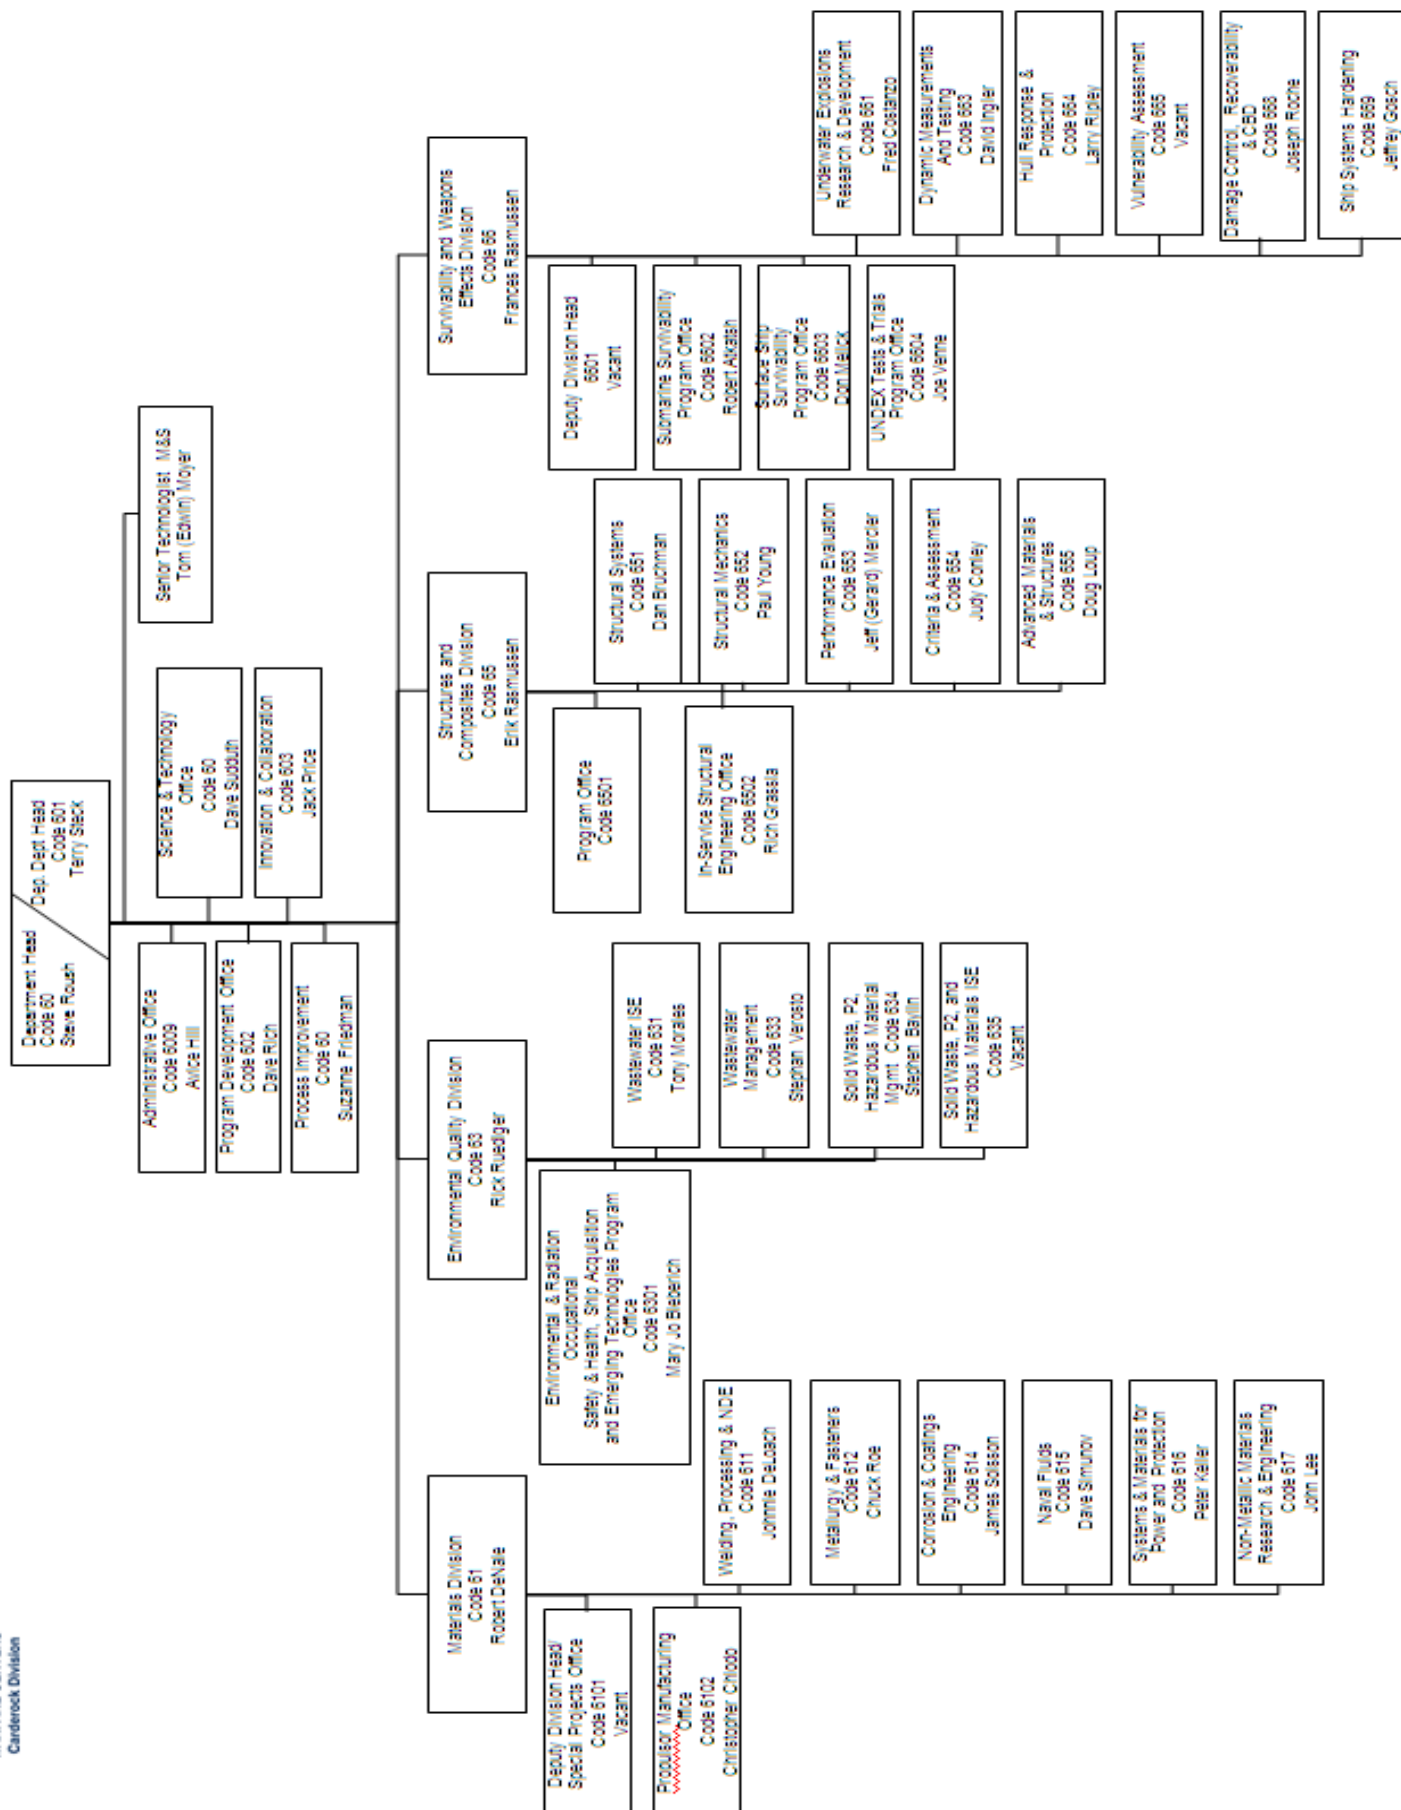 Carderock Division
Department Head
Code 60
Steve Roush
Dep. Dept Head
Code 601
Terry Steck
Senior Technologist M&S
Tom (Edwin) Moyer
Administrative Office
Code 6009
Avice Hill
Science & Technology
Office
Code 60
Dave Sudduth
Program Development Office
Code 602
Dave Rich
Innovation & Collaboration
Code 603
Jack Price
Process Improvement
Code 60
Suzanne Friedman
Materials Division
Code 61
Robert DeNale
Deputy Division Head/
Special Projects Office
Code 6101
Vacant
Propulsor Manufacturing
Office
Code 6102
Christopher Chiodo
Welding, Processing & NDE
Code 611
Johnnie DeLoach
Metallurgy & Fasteners
Code 612
Chuck Roe
Corrosion & Coatings
Engineering
Code 614
James Solsson
Naval Fluids
Code 615
Dave Simunov
Systems & Materials for
Power and Protection
Code 616
Peter Keller
Non-Metallic Materials
Research & Engineering
Code 617
John Lee
Environmental Quality Division
Code 63
Rick Ruediger
Environmental & Radiation
Occupational
Safety & Health, Ship Acquisition
and Emerging Technologies Program
Office
Code 6301
Mary Jo Bieberich
Wastewater ISE
Code 631
Tony Morales
Wastewater
Management
Code 633
Stephan Verosto
Solid Waste, P2,
Hazardous Material
Mgmt Code 634
Stephen Bavlin
Solid Waste, P2, and
Hazardous Materials ISE
Code 635
Vacant
Structures and
Composites Division
Code 65
Erik Rasmussen
Program Office
Code 6501
In-Service Structural
Engineering Office
Code 6502
Rich Grassia
Structural Systems
Code 651
Dan Bruchman
Structural Mechanics
Code 652
Paul Young
Performance Evaluation
Code 653
Jeff (Gerard) Mercier
Criteria & Assessment
Code 654
Judy Conley
Advanced Materials
& Structures
Code 655
Doug Loup
Survivability and Weapons
Effects Division
Code 66
Frances Rasmussen
Deputy Division Head
6601
Vacant
Submarine Survivability
Program Office
Code 6602
Robert Atkatsh
Surface Ship
Survivability
Program Office
Code 6603
Don Mellick
UNDEX Tests & Trials
Program Office
Code 6604
Joe Venne
Underwater Explosions
Research & Development
Code 661
Fred Costanzo
Dynamic Measurements
And Testing
Code 663
David Ingler
Hull Response &
Protection
Code 664
Larry Ripley
Vulnerability Assessment
Code 665
Vacant
Damage Control, Recoverability
& CBD
Code 668
Joseph Roche
Ship Systems Hardening
Code 669
Jeffrey Gosch